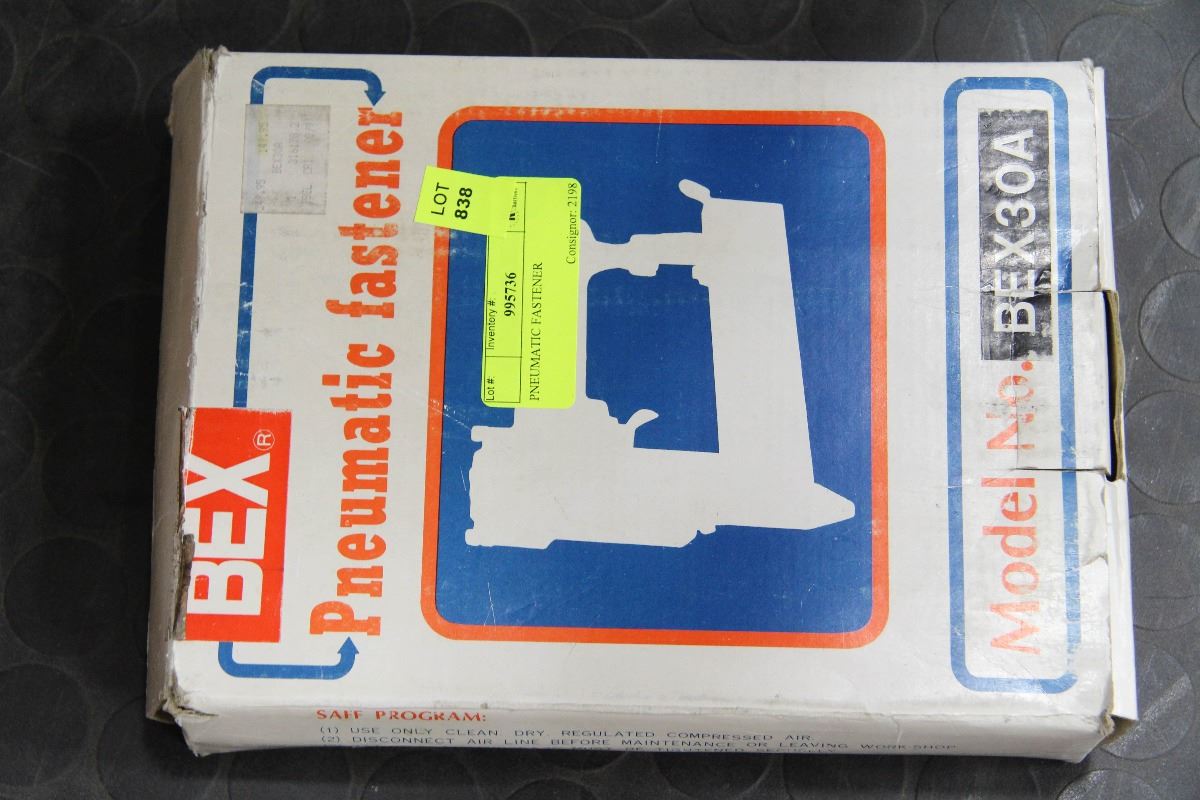 BEX®
Pneumatic fastener
BEX30R
LOT
838
Lot #:
Inventory #:
995736
PNEUMATIC FASTENER
Consignor: 2198
Model No. BEX30A
SAFE PROGRAM:
(1) USE ONLY CLEAN, DRY, REGULATED COMPRESSED AIR.
(2) DISCONNECT AIR LINE BEFORE MAINTENANCE OR LEAVING WORK-SHOP